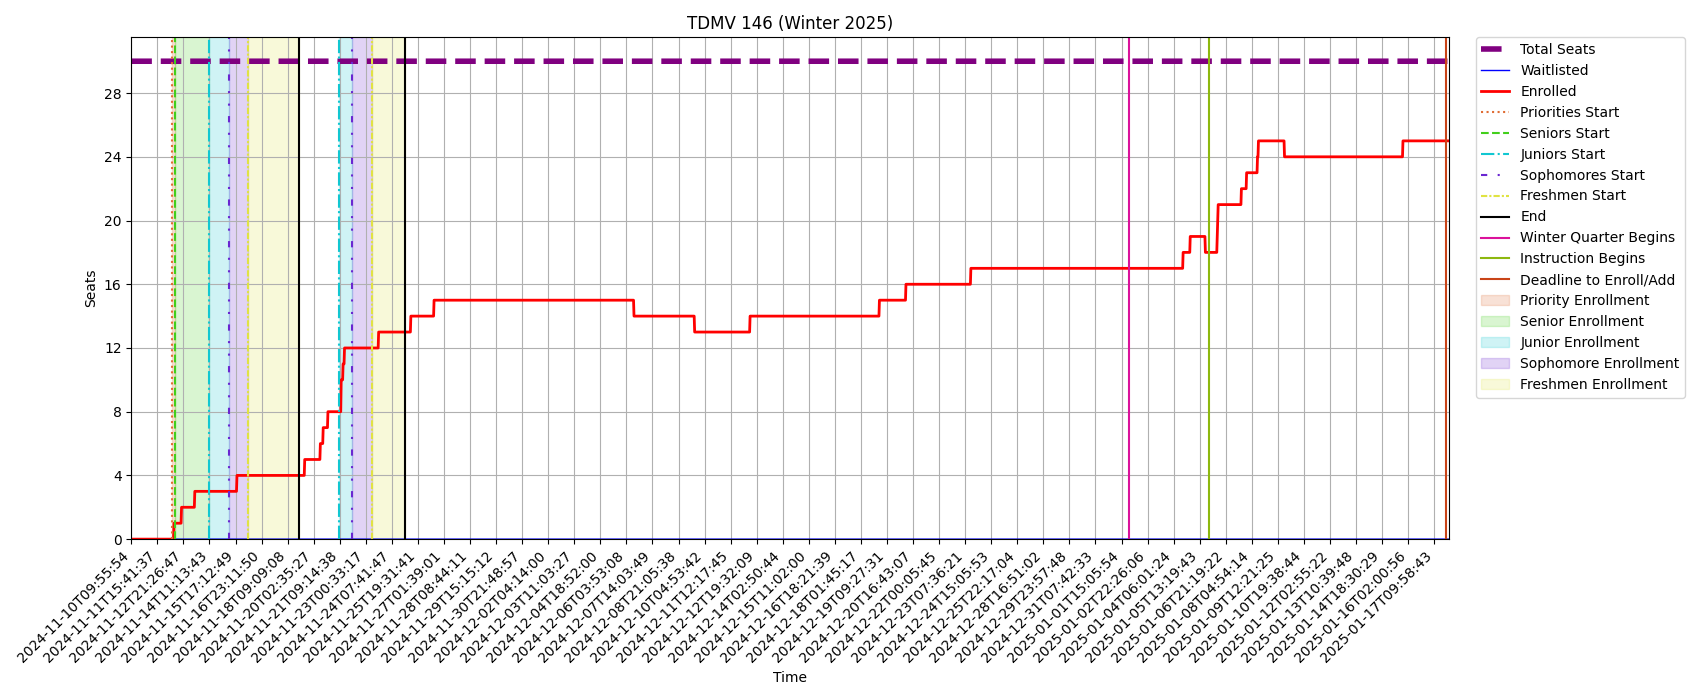 TDMV 146 (Winter 2025)
Seats
28
24
20
16
12
8
4
0
2024-11-10T09:55:54
2024-11-11T15:41:37
2024-11-12T21:26:47
2024-11-14T11:13:43
2024-11-15T17:12:49
2024-11-16T23:11:50
2024-11-18T09:09:08
2024-11-20T02:35:27
2024-11-21T09:14:38
2024-11-23T00:33:17
2024-11-24T07:41:47
2024-11-25T19:31:41
2024-11-27T01:39:01
2024-11-28T08:44:11
2024-11-29T15:15:12
2024-11-30T21:48:57
2024-12-02T04:14:00
2024-12-03T11:03:27
2024-12-04T18:52:00
2024-12-06T03:53:08
2024-12-07T14:03:49
2024-12-08T21:05:38
2024-12-10T04:53:42
2024-12-11T12:17:45
2024-12-12T19:32:09
2024-12-14T02:50:44
2024-12-15T11:02:00
2024-12-16T18:21:39
2024-12-18T01:45:17
2024-12-19T09:27:31
2024-12-20T16:43:07
2024-12-22T00:05:45
2024-12-23T07:36:21
2024-12-24T15:05:53
2024-12-25T22:17:04
2024-12-28T16:51:02
2024-12-29T23:57:48
2024-12-31T07:42:33
2025-01-01T15:05:54
2025-01-02T22:26:06
2025-01-04T06:01:24
2025-01-05T13:19:43
2025-01-06T21:19:22
2025-01-08T04:54:14
2025-01-09T12:21:25
2025-01-10T19:38:44
2025-01-12T02:55:22
2025-01-13T10:39:48
2025-01-14T18:30:29
2025-01-16T02:00:56
2025-01-17T09:58:43
Time
Total Seats
Waitlisted
Enrolled
Priorities Start
Seniors Start
Juniors Start
Sophomores Start
Freshmen Start
End
Winter Quarter Begins
Instruction Begins
Deadline to Enroll/Add
Priority Enrollment
Senior Enrollment
Junior Enrollment
Sophomore Enrollment
Freshmen Enrollment